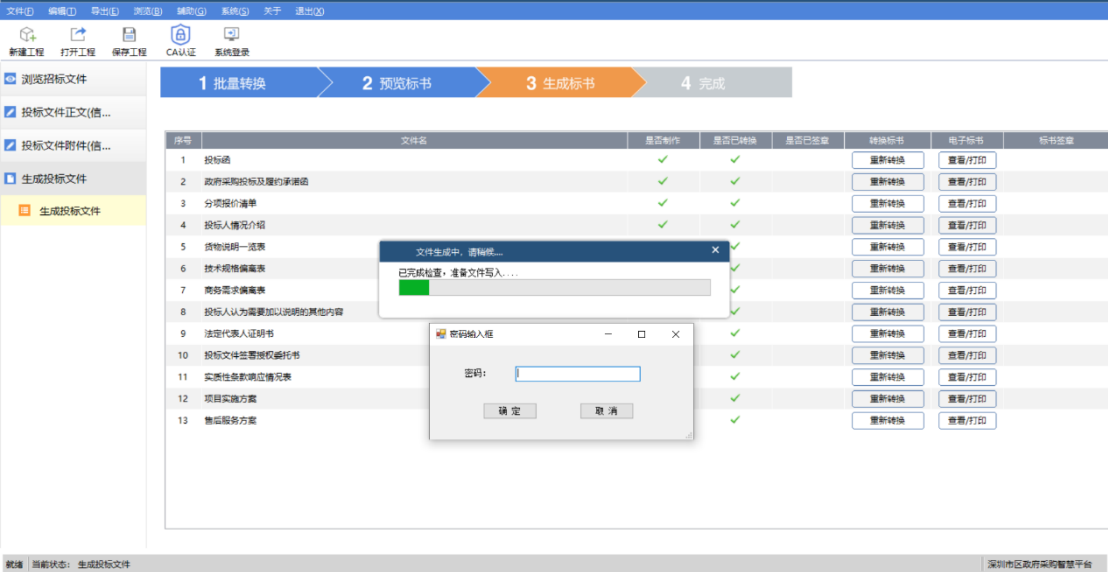 文件(F) 编辑(T) 导出(E) 浏览(B) 辅助(G) 系统(S) 关于 退出(X)
新建工程 打开工程 保存工程 CA认证 系统登录
浏览招标文件
投标文件正文(信...
投标文件附件(信...
生成投标文件
生成投标文件
1 批量转换 2 预览标书 3 生成标书 4 完成
序号 文件名 是否制作 是否已转换 是否已签章 转换标书 电子标书 标书签章
1 投标函 重新转换 查看/打印
2 政府采购投标及履约承诺函 重新转换 查看/打印
3 分项报价清单 重新转换 查看/打印
4 投标人情况介绍 重新转换 查看/打印
5 货物说明一览表 重新转换 查看/打印
6 技术规格偏离表 重新转换 查看/打印
7 商务需求偏离表 重新转换 查看/打印
8 投标人认为需要加以说明的其他内容 重新转换 查看/打印
9 法定代表人证明书 重新转换 查看/打印
10 投标文件签署授权委托书 重新转换 查看/打印
11 实质性条款响应情况表 重新转换 查看/打印
12 项目实施方案 重新转换 查看/打印
13 售后服务方案 重新转换 查看/打印
文件生成中，请稍候....
已完成检查，准备文件写入....
密码输入框
密码：
确 定 取 消
就绪 当前状态： 生成投标文件 深圳市区政府采购智慧平台